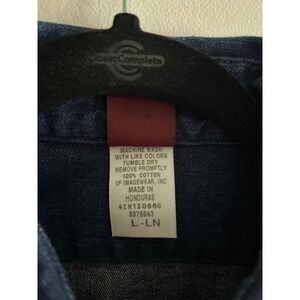 ClosetComplete
MACHINE WASH
WITH LIKE COLORS
TUMBLE DRY
REMOVE PROMPTLY
100% COTTON
VF IMAGEWEAR, INC
MADE IN
HONDURAS
L-LN